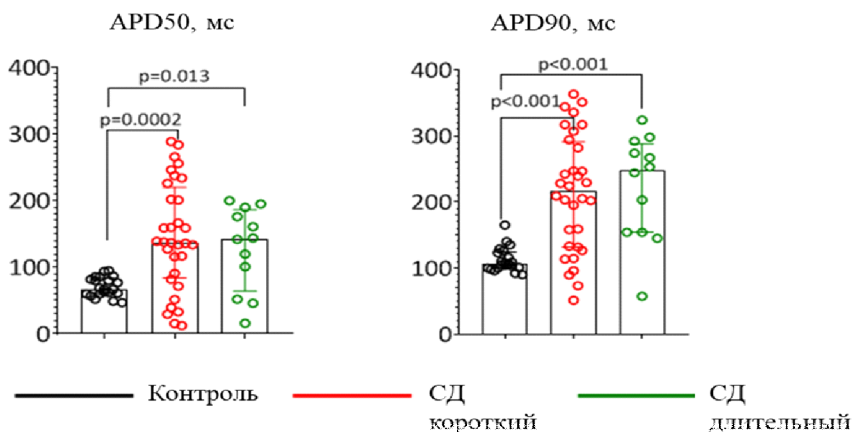 APD50, мс
APD90, мс
400
300
200
100
0
p=0.013
p=0.0002
400
300
200
100
0
p<0.001
p<0.001
Контроль
СД
короткий
СД
длительный